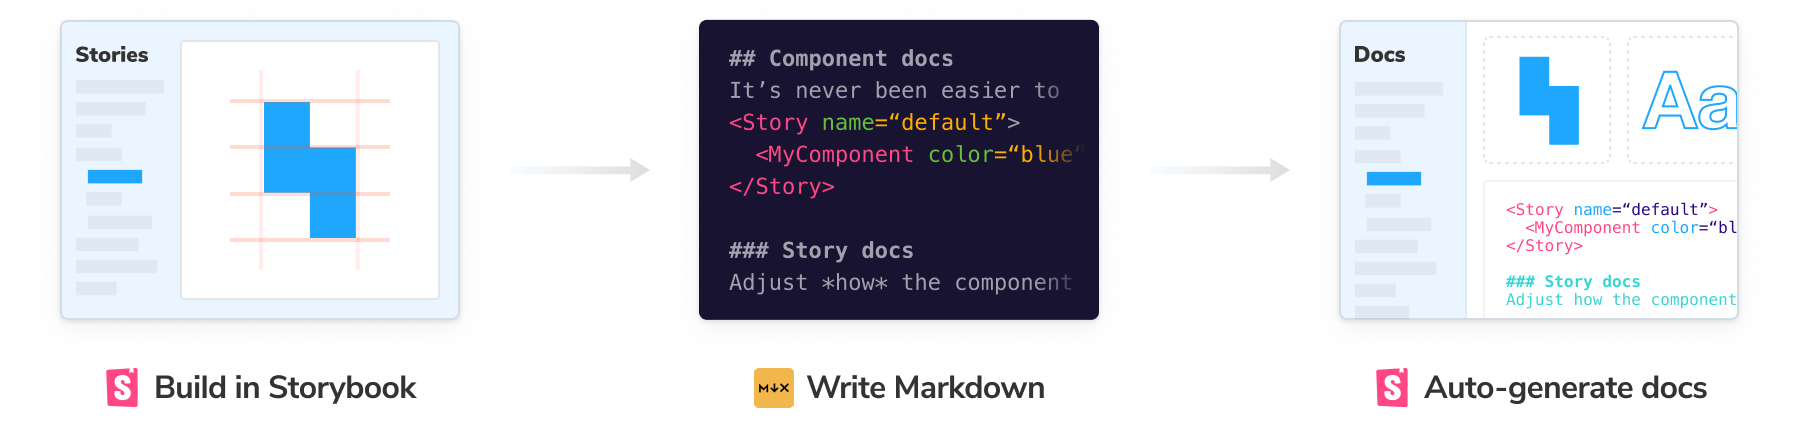 Stories
## Component docs
It’s never been easier to
<Story name=“default”>
<MyComponent color=“blue”
</Story>
### Story docs
Adjust *how* the component
Docs
Aa
<Story name=“default”>
<MyComponent color=“bl
</Story>
### Story docs
Adjust how the component
S Build in Storybook
M↓X Write Markdown
S Auto-generate docs